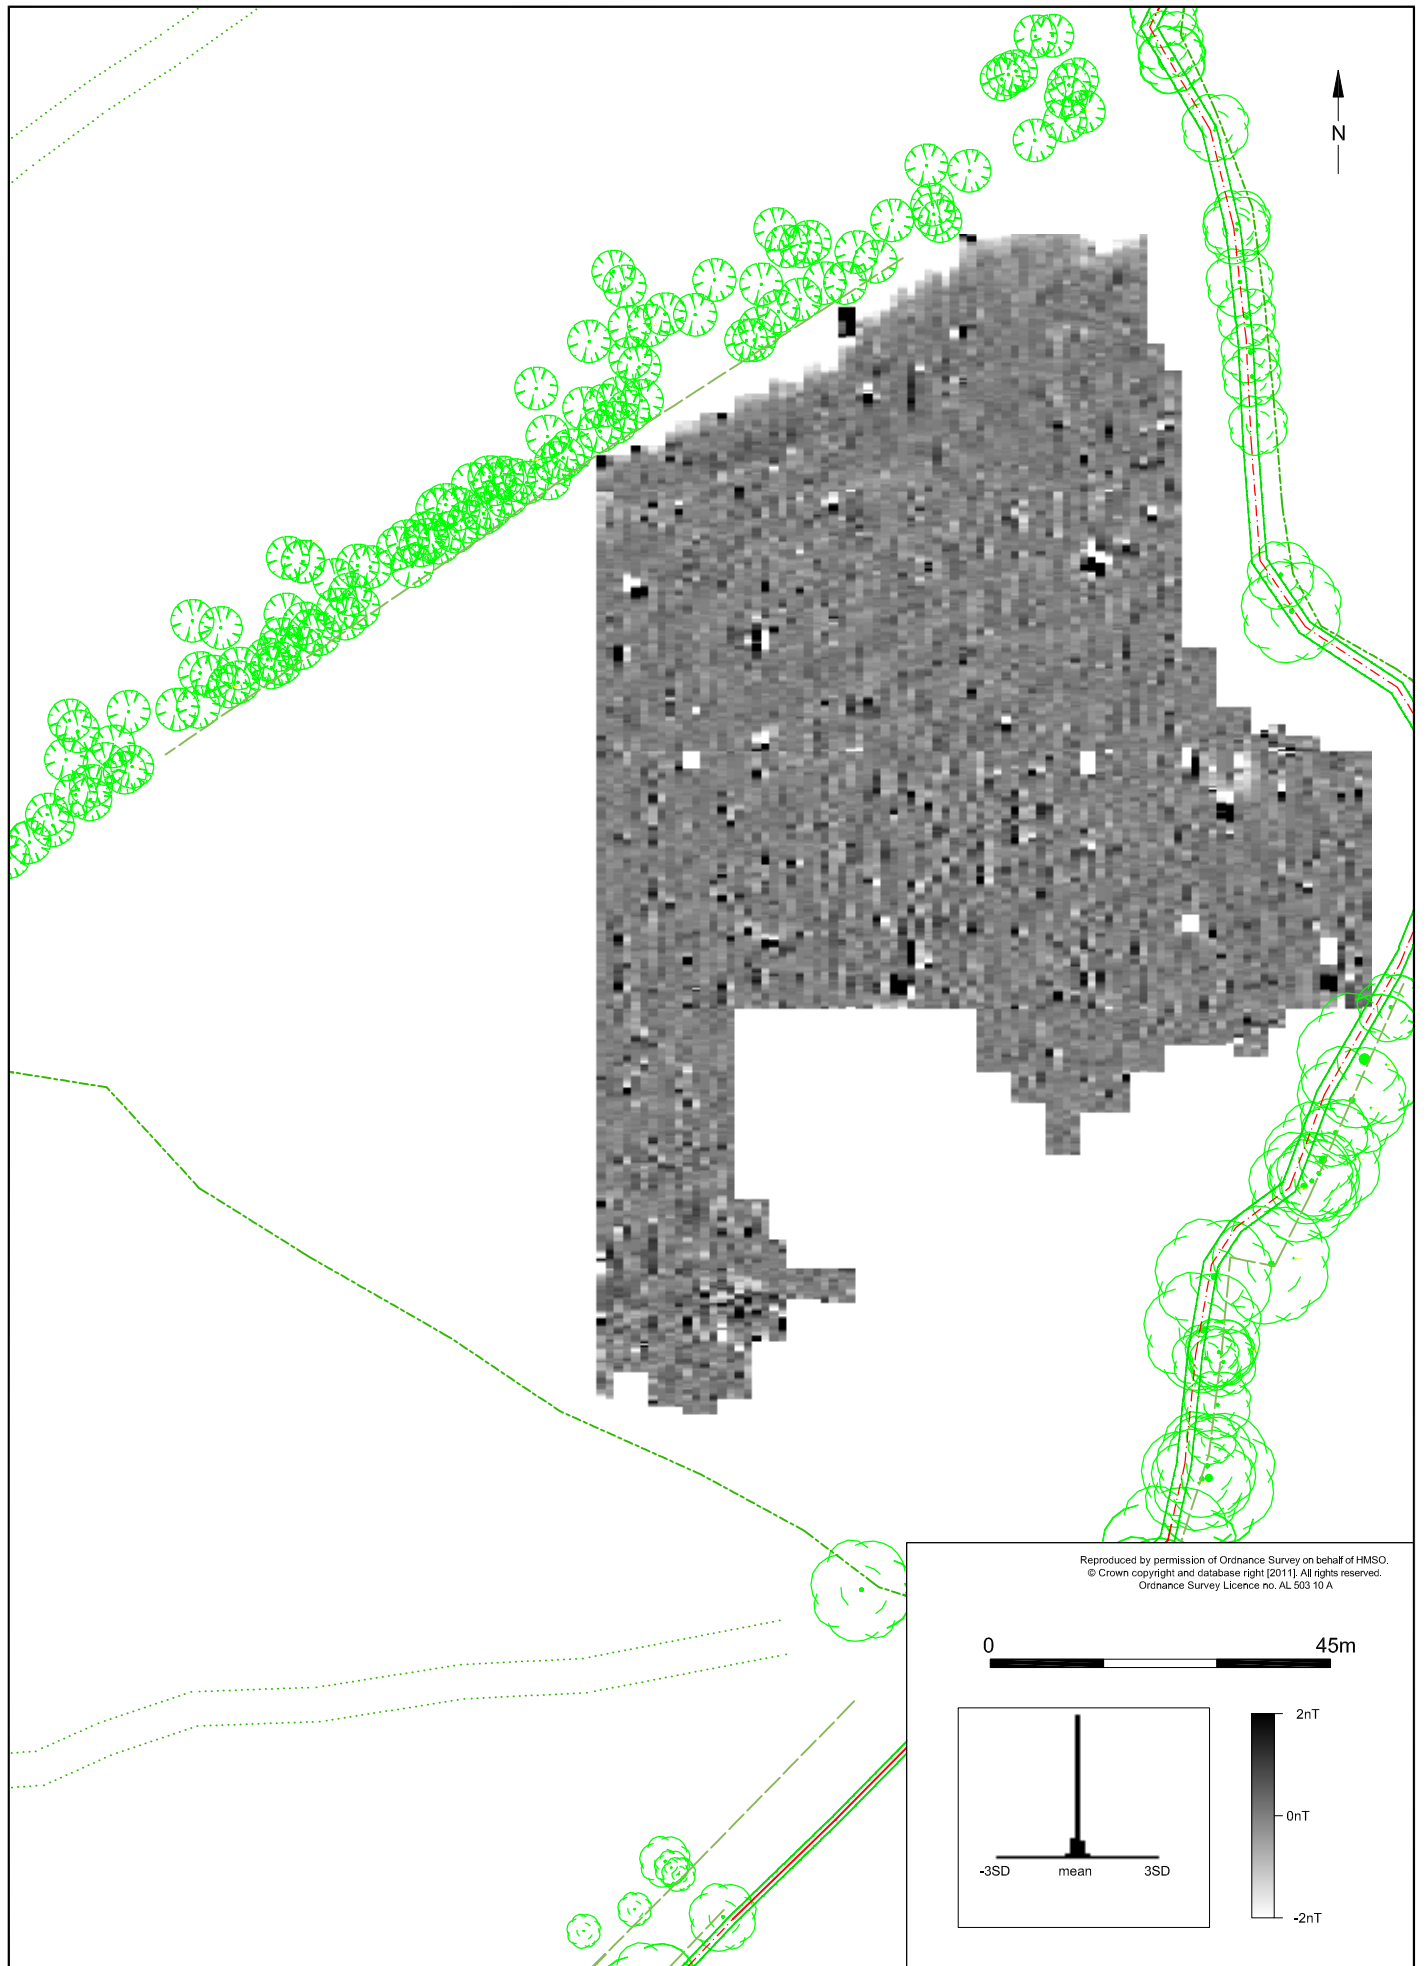 N
Reproduced by permission of Ordnance Survey on behalf of HMSO.
© Crown copyright and database right [2011]. All rights reserved.
Ordnance Survey Licence no. AL 503 10 A
0 45m
2nT
0nT
-2nT
-3SD mean 3SD